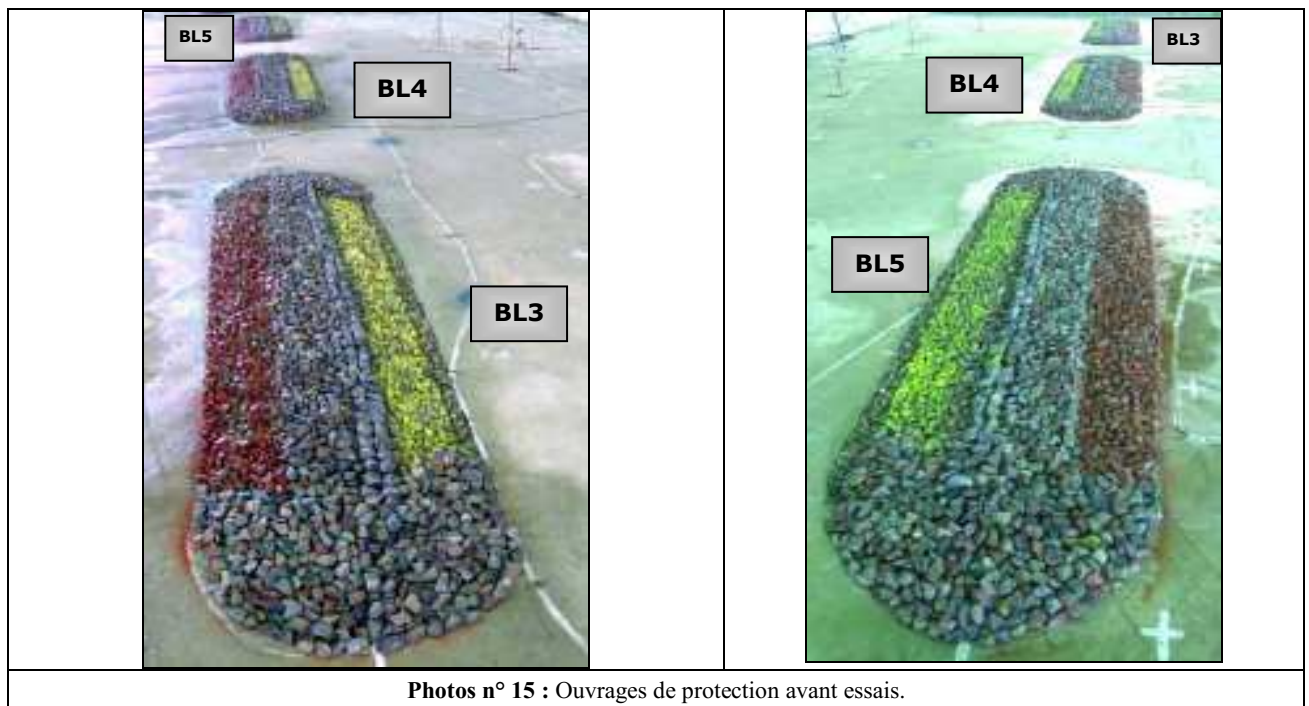 BL5
BL4
BL3
BL3
BL4
BL5
Photos n° 15 : Ouvrages de protection avant essais.